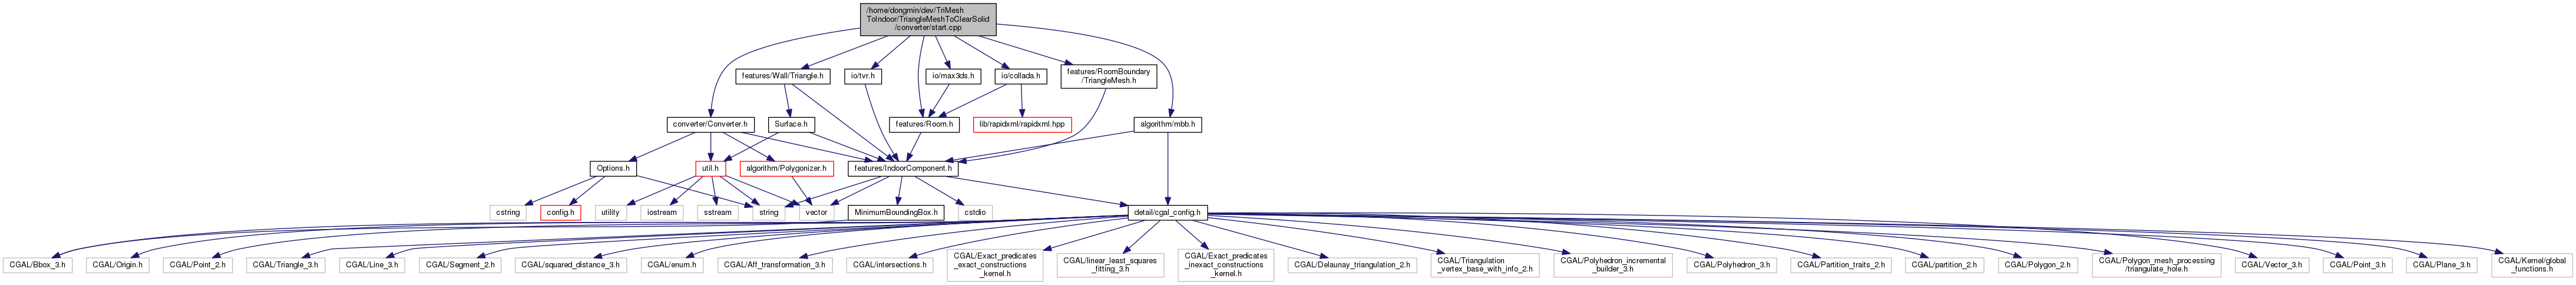 /home/dongmin/dev/TriMesh
ToIndoor/TriangleMeshToClearSolid
/converter/start.cpp
features/Wall/Triangle.h
io/tvr.h
io/max3ds.h
io/collada.h
features/RoomBoundary
/TriangleMesh.h
converter/Converter.h
Surface.h
features/Room.h
lib/rapidxml/rapidxml.hpp
algorithm/mbb.h
Options.h
util.h
algorithm/Polygonizer.h
features/IndoorComponent.h
cstring
config.h
utility
iostream
sstream
string
vector
MinimumBoundingBox.h
cstdio
detail/cgal_config.h
CGAL/Bbox_3.h
CGAL/Origin.h
CGAL/Point_2.h
CGAL/Triangle_3.h
CGAL/Line_3.h
CGAL/Segment_2.h
CGAL/squared_distance_3.h
CGAL/enum.h
CGAL/Aff_transformation_3.h
CGAL/intersections.h
CGAL/Exact_predicates
_exact_constructions
_kernel.h
CGAL/linear_least_squares
_fitting_3.h
CGAL/Exact_predicates
_inexact_constructions
_kernel.h
CGAL/Delaunay_triangulation_2.h
CGAL/Triangulation
_vertex_base_with_info_2.h
CGAL/Polyhedron_incremental
_builder_3.h
CGAL/Polyhedron_3.h
CGAL/Partition_traits_2.h
CGAL/partition_2.h
CGAL/Polygon_2.h
CGAL/Polygon_mesh_processing
/triangulate_hole.h
CGAL/Vector_3.h
CGAL/Point_3.h
CGAL/Plane_3.h
CGAL/Kernel/global
_functions.h